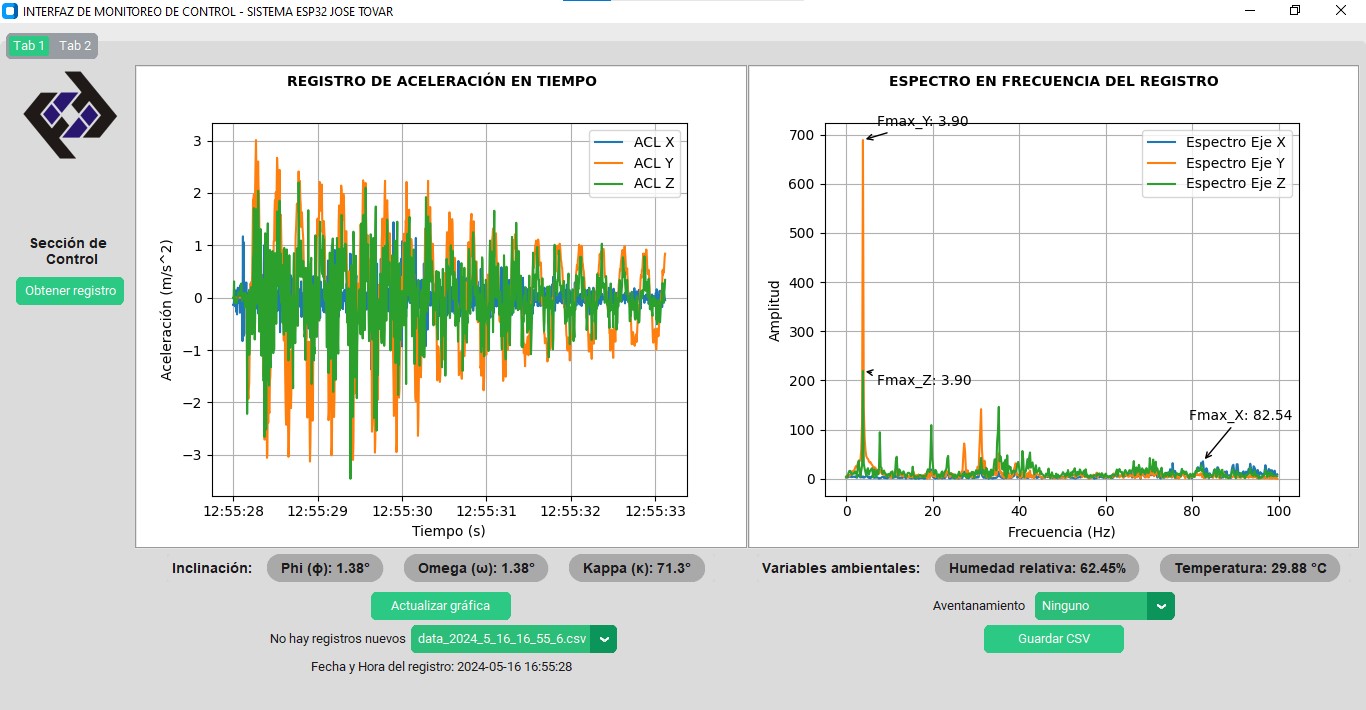 INTERFAZ DE MONITOREO DE CONTROL - SISTEMA ESP32 JOSE TOVAR
Tab 1 Tab 2
Sección de
Control
Obtener registro
REGISTRO DE ACELERACIÓN EN TIEMPO
ACL X
ACL Y
ACL Z
Aceleración (m/s^2)
3
2
1
0
−1
−2
−3
12:55:28 12:55:29 12:55:30 12:55:31 12:55:32 12:55:33
Tiempo (s)
ESPECTRO EN FRECUENCIA DEL REGISTRO
Fmax_Y: 3.90
Espectro Eje X
Espectro Eje Y
Espectro Eje Z
Fmax_Z: 3.90
Fmax_X: 82.54
Amplitud
700
600
500
400
300
200
100
0
0 20 40 60 80 100
Frecuencia (Hz)
Inclinación: Phi (ϕ): 1.38° Omega (ω): 1.38° Kappa (κ): 71.3°
Actualizar gráfica
No hay registros nuevos data_2024_5_16_16_55_6.csv
Fecha y Hora del registro: 2024-05-16 16:55:28
Variables ambientales: Humedad relativa: 62.45% Temperatura: 29.88 °C
Aventanamiento Ninguno
Guardar CSV